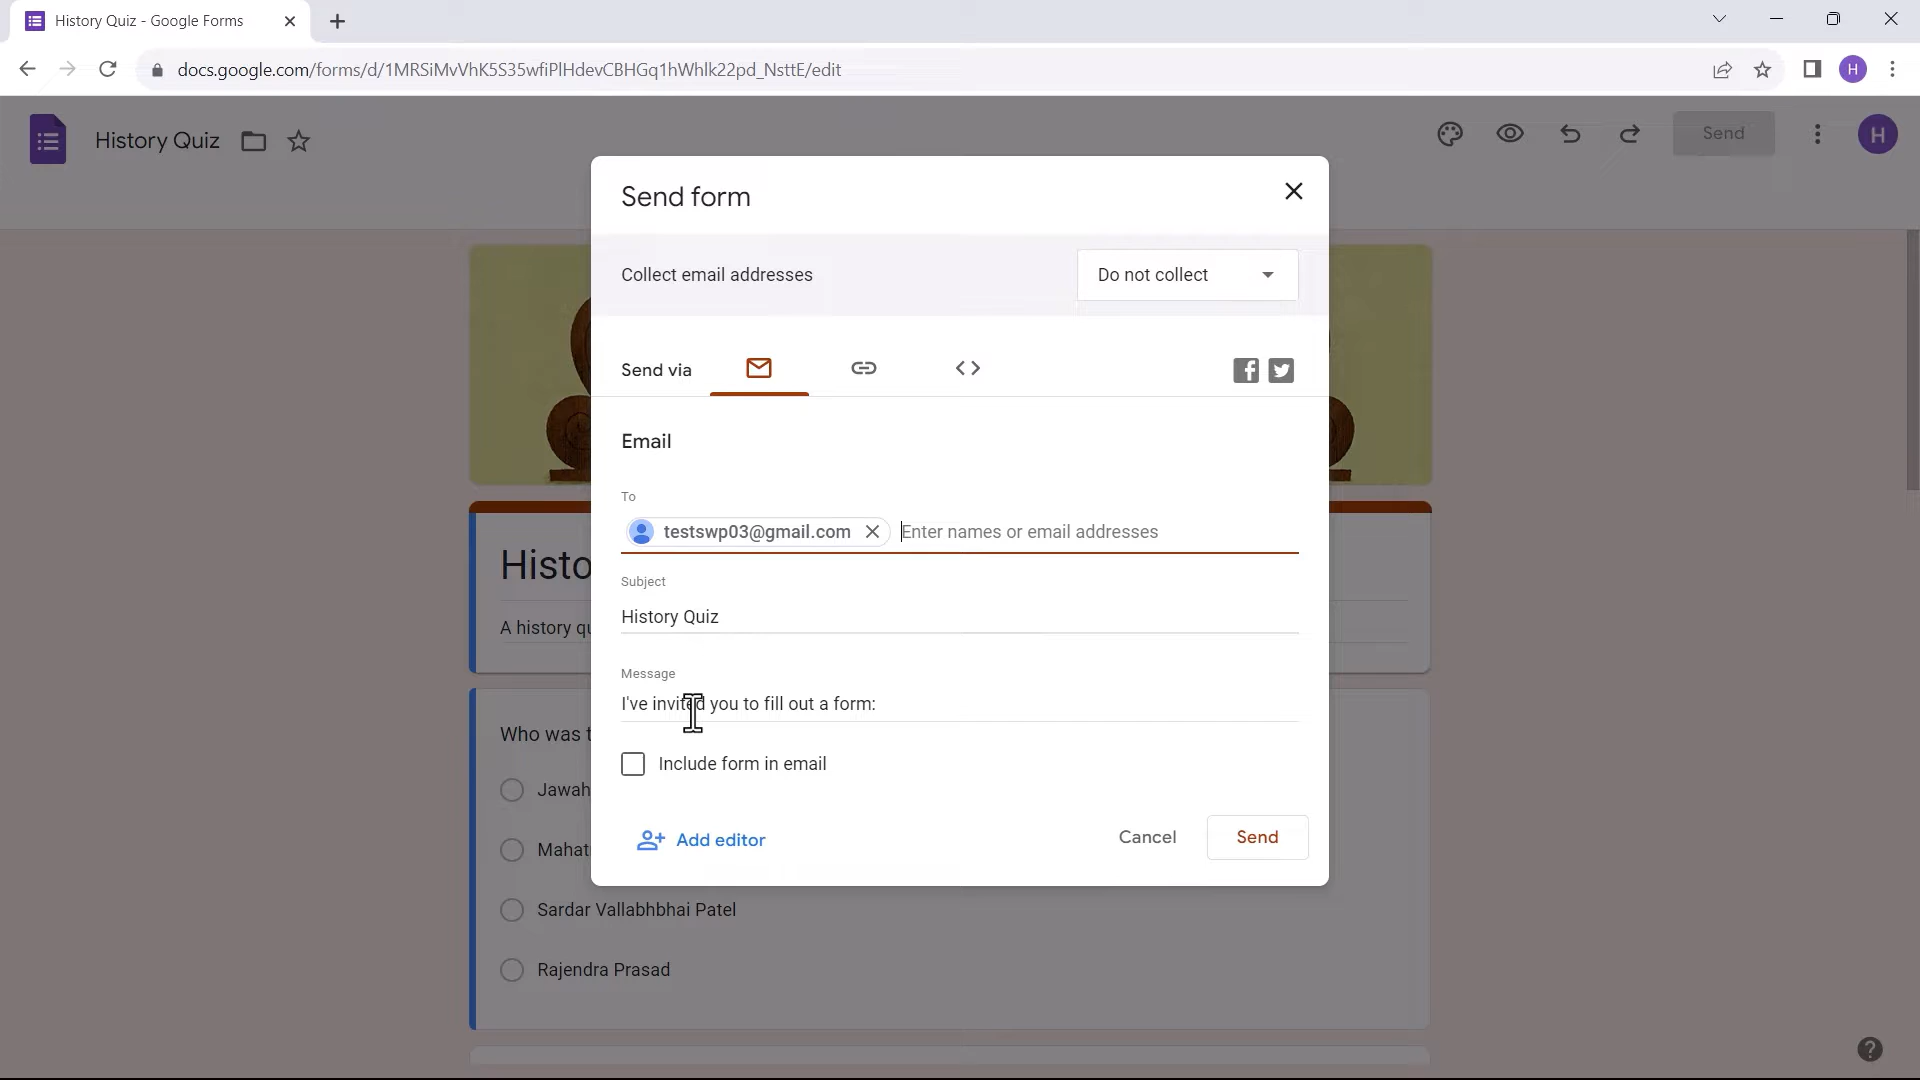 History Quiz - Google Forms
docs.google.com/forms/d/1MRSiMvVhK5S35wfiPlHdevCBHGq1hWhlk22pd_NsttE/edit
H
History Quiz
Send
H
Send form
Collect email addresses
Do not collect
Send via
Email
To
testswp03@gmail.com
Enter names or email addresses
Histo
Subject
History Quiz
A history qu
Message
I've invited you to fill out a form:
Who was t
Include form in email
Jawah
Add editor
Cancel
Send
Mahat
Sardar Vallabhbhai Patel
Rajendra Prasad